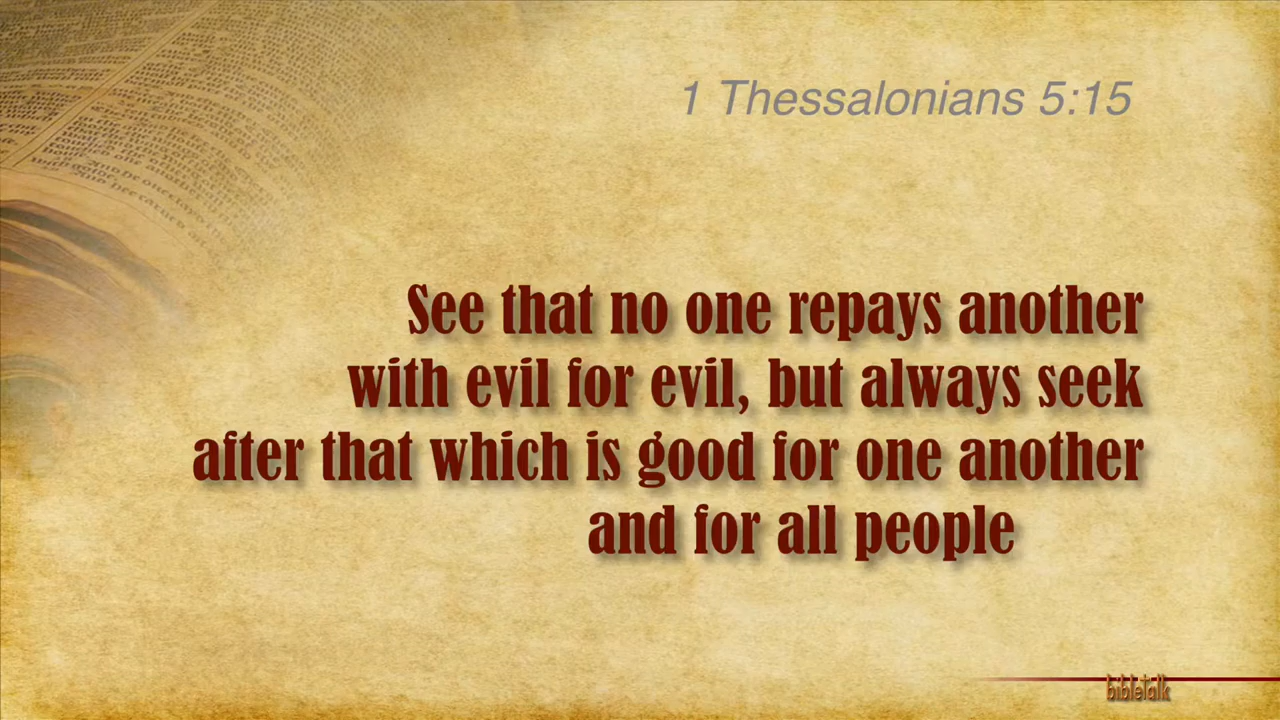 1 Thessalonians 5:15
See that no one repays another
with evil for evil, but always seek
after that which is good for one another
and for all people
bibletalk